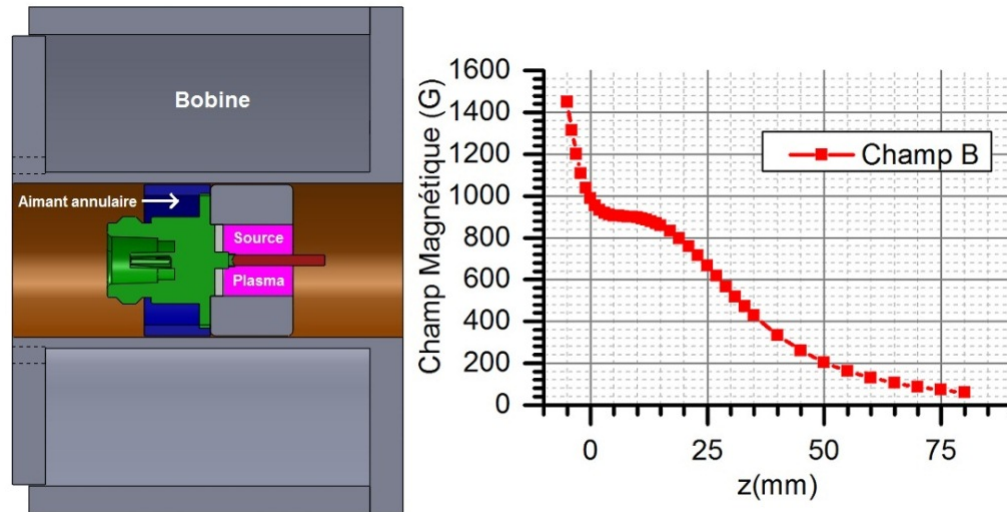 Bobine
Aimant annulaire
Source
Plasma
Champ Magnétique (G)
1600
1400
1200
1000
800
600
400
200
0
Champ B
0 25 50 75
z(mm)